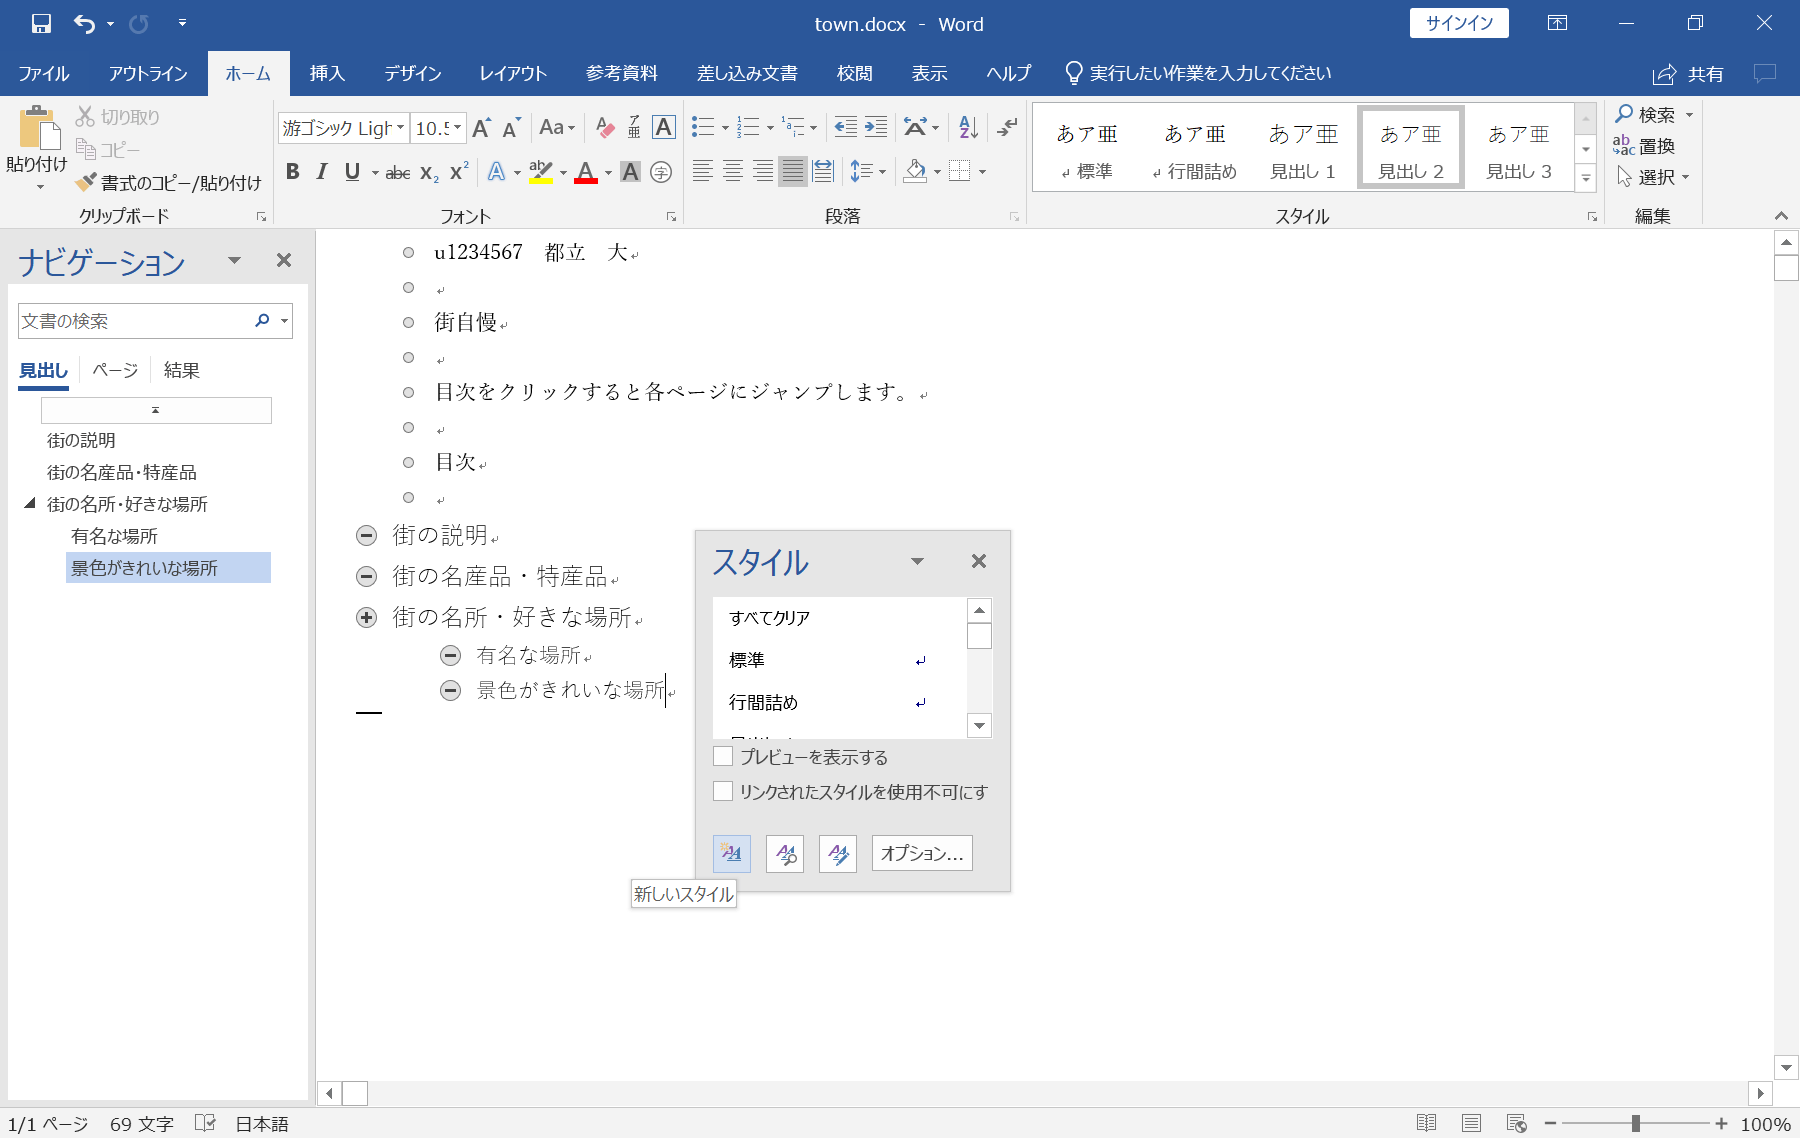 town.docx - Word
サインイン
ファイル アウトライン ホーム 挿入 デザイン レイアウト 参考資料 差し込み文書 校閲 表示 ヘルプ 実行したい作業を入力してください 共有
貼り付け
切り取り
コピー
書式のコピー/貼り付け
クリップボード
游ゴシック Ligh 10.5
フォント
段落
あア亜 あア亜 あア亜 あア亜 あア亜
標準 行間詰め 見出し 1 見出し 2 見出し 3
スタイル
検索
置換
選択
編集
ナビゲーション
文書の検索
見出し ページ 結果
街の説明
街の名産品・特産品
街の名所・好きな場所
有名な場所
景色がきれいな場所
u1234567 都立 大
街自慢
目次をクリックすると各ページにジャンプします。
目次
街の説明
街の名産品・特産品
街の名所・好きな場所
有名な場所
景色がきれいな場所
スタイル
すべてクリア
標準
行間詰め
プレビューを表示する
リンクされたスタイルを使用不可にす
オプション...
新しいスタイル
1/1 ページ 69 文字 日本語 100%